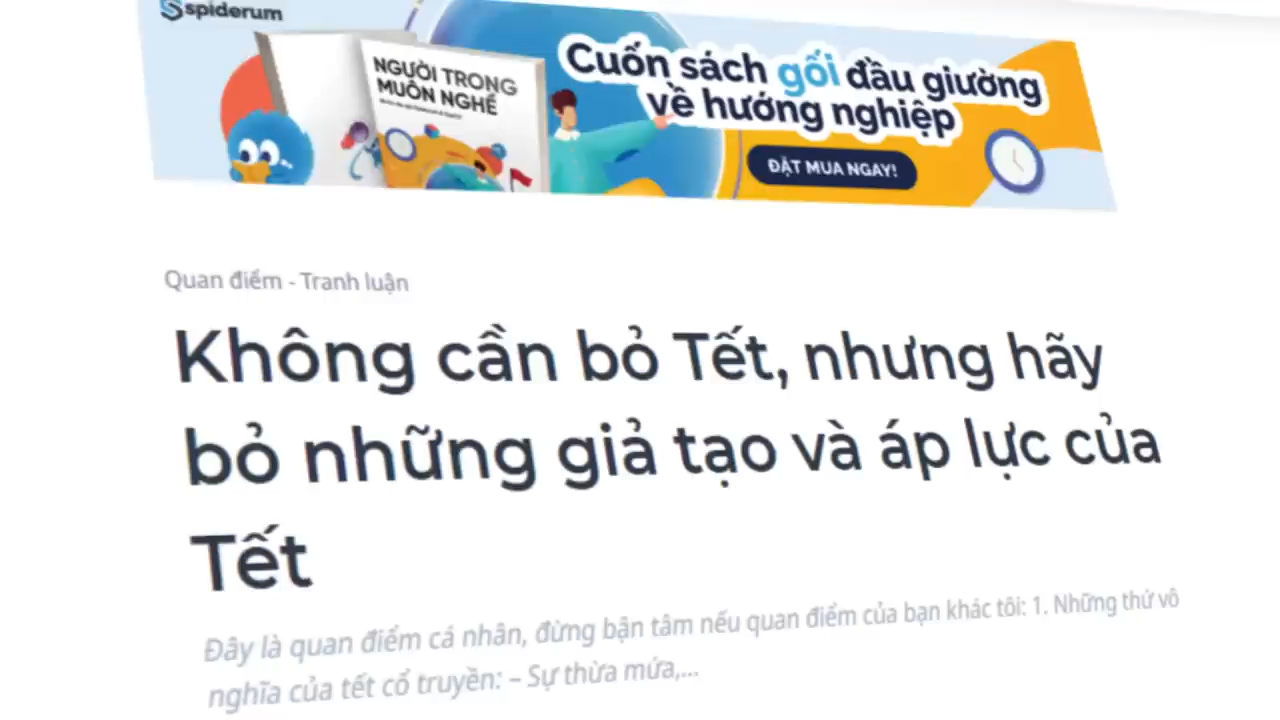 spiderum
NGƯỜI TRONG
MUÔN NGHỀ
Cuốn sách gối đầu giường
về hướng nghiệp
ĐẶT MUA NGAY!
Quan điểm - Tranh luận
Không cần bỏ Tết, nhưng hãy
bỏ những giả tạo và áp lực của
Tết
Đây là quan điểm cá nhân, đừng bận tâm nếu quan điểm của bạn khác tôi: 1. Những thứ vô
nghĩa của tết cổ truyền: – Sự thừa mứa,...